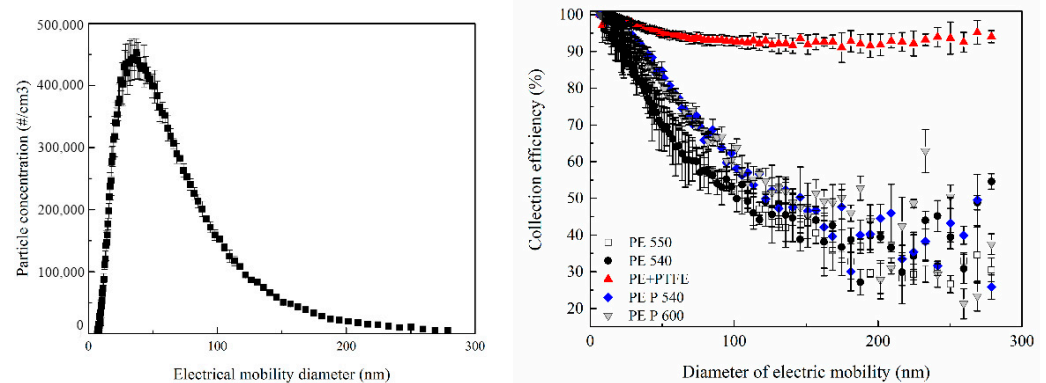 500,000
400,000
300,000
200,000
100,000
0
0
100
200
300
Particle concentration (#/cm3)
Electrical mobility diameter (nm)
100
90
80
70
60
50
40
30
20
0
100
200
300
Collection efficiency (%)
PE 550
PE 540
PE+PTFE
PE P 540
PE P 600
Diameter of electric mobility (nm)